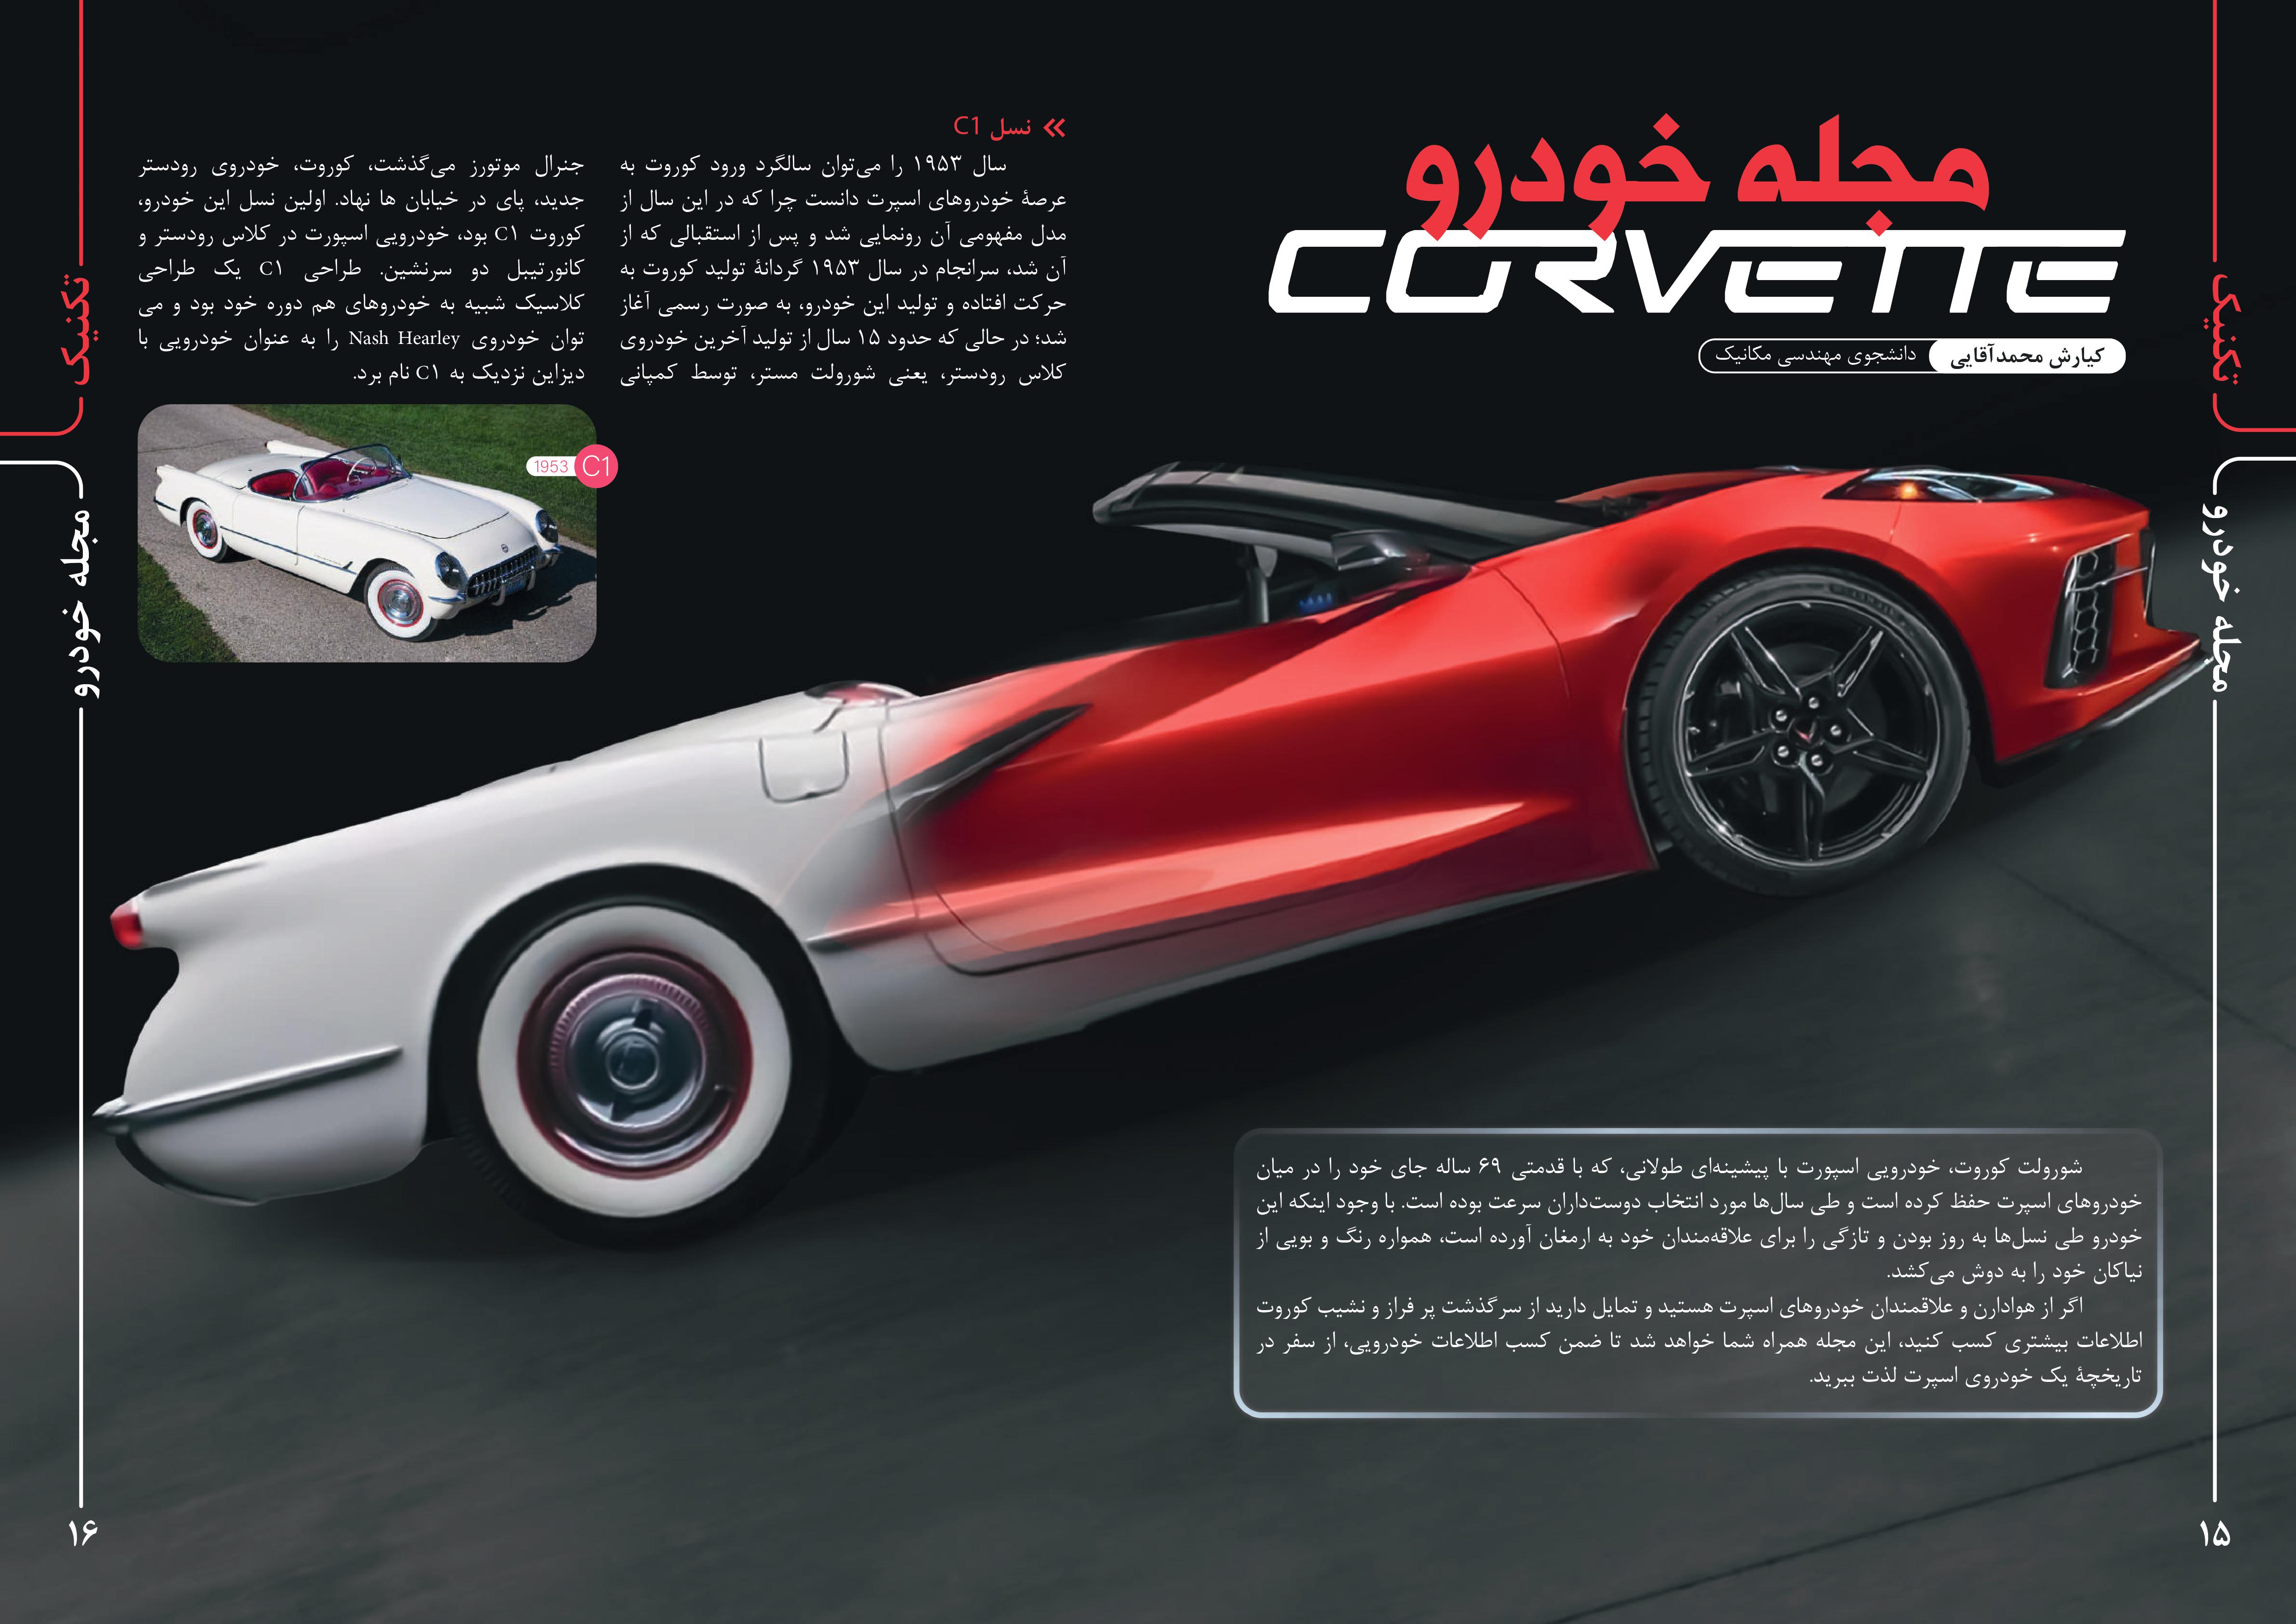 مجله خودرو
CORVETTE
کیارش محمدآقایی
دانشجوی مهندسی مکانیک
شورولت کوروت، خودرویی اسپورت با پیشینه‌ای طولانی، که با قدمتی ۶۹ ساله جای خود را در میان
خودروهای اسپرت حفظ کرده است و طی سال‌ها مورد انتخاب دوست‌داران سرعت بوده است. با وجود اینکه این
خودرو طی نسل‌ها به روز بودن و تازگی را برای علاقه‌مندان خود به ارمغان آورده است، همواره رنگ و بویی از
نیاکان خود را به دوش می‌کشد.
اگر از هوادارن و علاقمندان خودروهای اسپرت هستید و تمایل دارید از سرگذشت پر فراز و نشیب کوروت
اطلاعات بیشتری کسب کنید، این مجله همراه شما خواهد شد تا ضمن کسب اطلاعات خودرویی، از سفر در
تاریخچهٔ یک خودروی اسپرت لذت ببرید.
تکنیک
مجله خودرو
۱۵
نسل C1
سال ۱۹۵۳ را می‌توان سالگرد ورود کوروت به
عرصهٔ خودروهای اسپرت دانست چرا که در این سال از
مدل مفهومی آن رونمایی شد و پس از استقبالی که از
آن شد، سرانجام در سال ۱۹۵۳ گردانهٔ تولید کوروت به
حرکت افتاده و تولید این خودرو، به صورت رسمی آغاز
شد؛ در حالی که حدود ۱۵ سال از تولید آخرین خودروی
کلاس رودستر، یعنی شورولت مستر، توسط کمپانی
جنرال موتورز می‌گذشت، کوروت، خودروی رودستر
جدید، پای در خیابان ها نهاد. اولین نسل این خودرو،
کوروت C۱ بود، خودرویی اسپورت در کلاس رودستر و
کانورتیبل دو سرنشین. طراحی C۱ یک طراحی
کلاسیک شبیه به خودروهای هم دوره خود بود و می
توان خودروی Nash Hearley را به عنوان خودرویی با
دیزاین نزدیک به C۱ نام برد.
C1
1953
تکنیک
مجله خودرو
۱۶